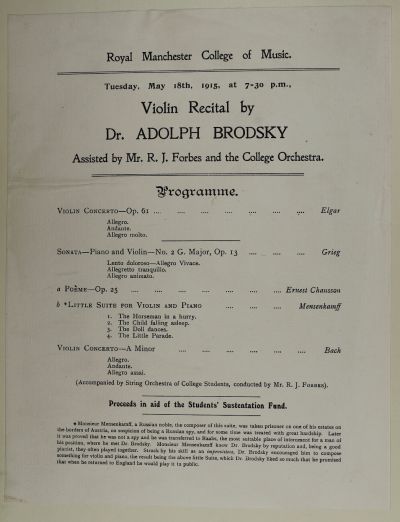 Royal Manchester College of Music.
Tuesday, May 18th, 1915, at 7-30 p.m.,
Violin Recital by
Dr. ADOLPH BRODSKY
Assisted by Mr. R. J. Forbes and the College Orchestra.
Programme.
Violin Concerto—Op. 61 .... .... .... .... .... .... Elgar
Allegro.
Andante.
Allegro molto.
Sonata—Piano and Violin—No. 2 G. Major, Op. 13 .... .... .... Grieg
Lento doloroso—Allegro Vivace.
Allegretto tranquillo.
Allegro animato.
a Poème—Op. 25 .... .... .... .... .... Ernest Chausson
b *Little Suite for Violin and Piano .... .... .... Mensenkamff
1. The Horseman in a hurry.
2. The Child falling asleep.
3. The Doll dances.
4. The Little Parade.
Violin Concerto—A Minor .... .... .... .... .... Bach
Allegro.
Andante.
Allegro assai.
(Accompanied by String Orchestra of College Students, conducted by Mr. R. J. Forbes).
Proceeds in aid of the Students' Sustentation Fund.
* Monsieur Mensenkamff, a Russian noble, the composer of this suite, was taken prisoner on one of his estates on
the borders of Austria, on suspicion of being a Russian spy, and for some time was treated with great hardship. Later
it was proved that he was not a spy and he was transferred to Raabs, the most suitable place of internment for a man of
his position, where he met Dr. Brodsky. Monsieur Mensenkamff knew Dr. Brodsky by reputation and, being a good
pianist, they often played together. Struck by his skill as an improvisatore, Dr. Brodsky encouraged him to compose
something for violin and piano, the result being the above little Suite, which Dr. Brodsky liked so much that he promised
that when he returned to England he would play it in public.